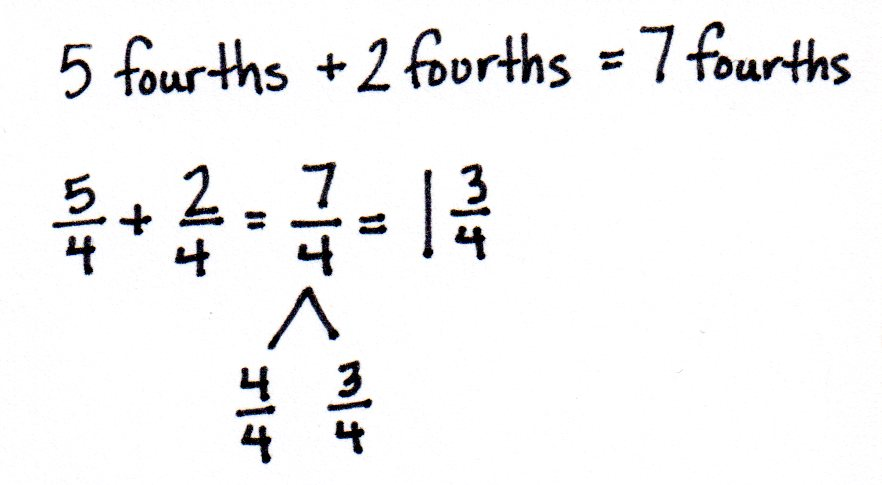 5 fourths + 2 fourths = 7 fourths
5/4 + 2/4 = 7/4 = 1 3/4
4/4 3/4